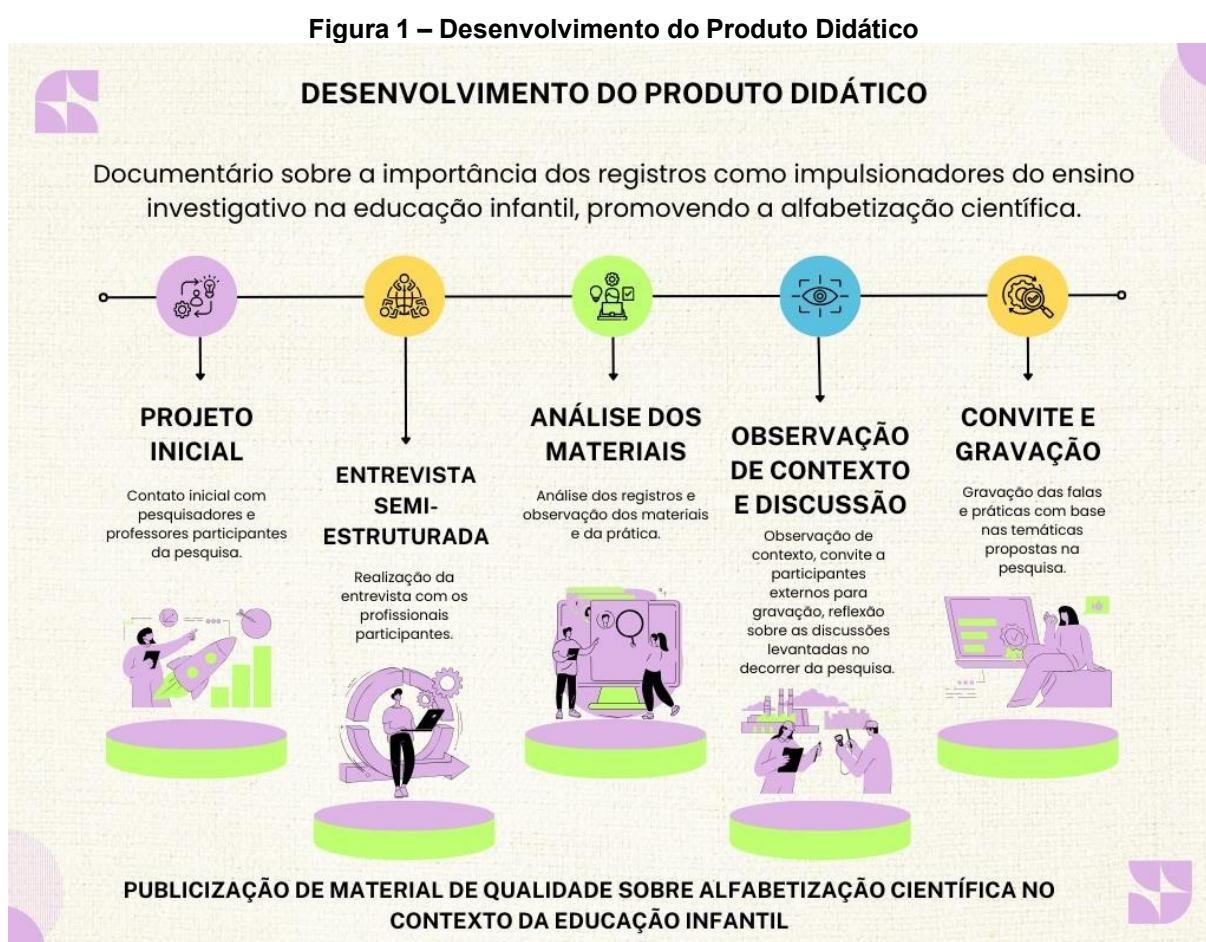 Figura 1 – Desenvolvimento do Produto Didático
DESENVOLVIMENTO DO PRODUTO DIDÁTICO
Documentário sobre a importância dos registros como impulsionadores do ensino
investigativo na educação infantil, promovendo a alfabetização científica.
PROJETO
INICIAL
Contato inicial com
pesquisadores e
professores participantes
da pesquisa.
ENTREVISTA
SEMI-
ESTRUTURADA
Realização da
entrevista com os
profissionais
participantes.
ANÁLISE DOS
MATERIAIS
Análise dos registros e
observação dos materiais
e da prática.
OBSERVAÇÃO
DE CONTEXTO
E DISCUSSÃO
Observação de
contexto, convite a
participantes
externos para
gravação, reflexão
sobre as discussões
levantadas no
decorrer da pesquisa.
CONVITE E
GRAVAÇÃO
Gravação das falas
e práticas com base
nas temáticas
propostas na
pesquisa.
PUBLICIZAÇÃO DE MATERIAL DE QUALIDADE SOBRE ALFABETIZAÇÃO CIENTÍFICA NO
CONTEXTO DA EDUCAÇÃO INFANTIL